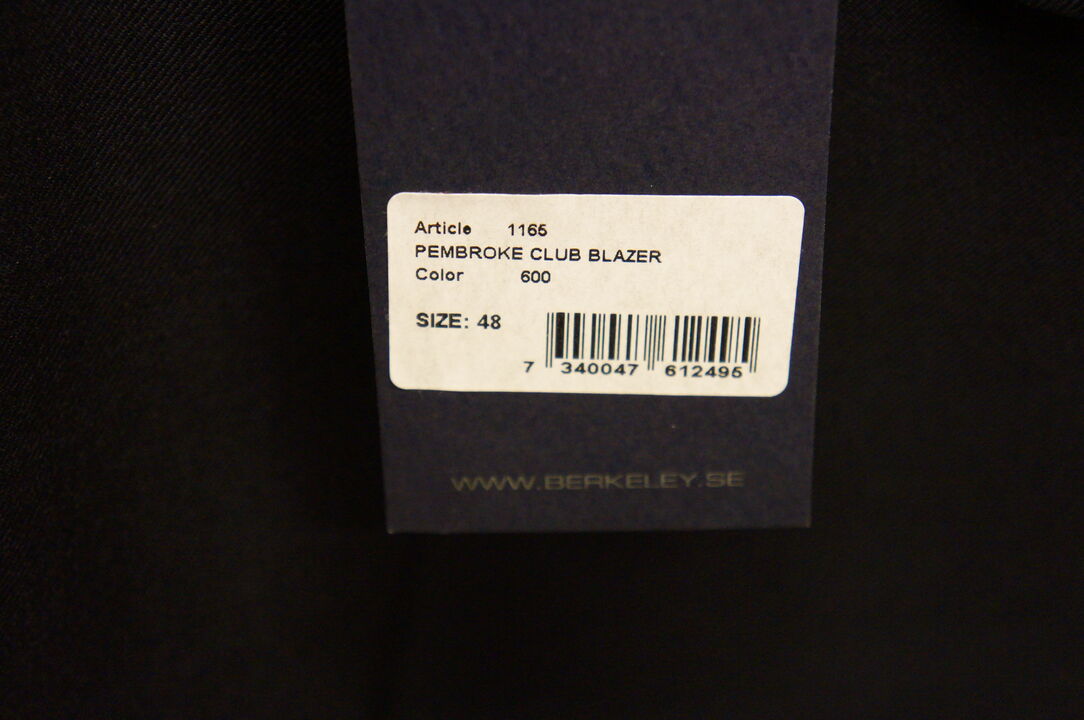 Article 1165
PEMBROKE CLUB BLAZER
Color 600
SIZE: 48
7 340047 612495
WWW.BERKELEY.SE